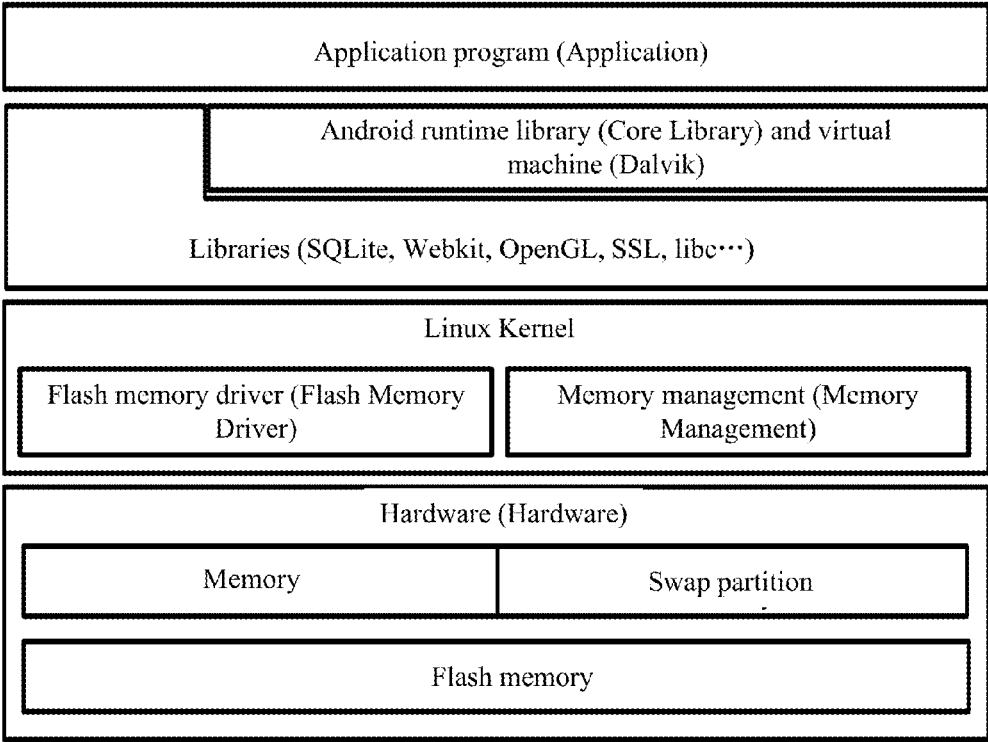 Application program (Application)
Android runtime library (Core Library) and virtual
machine (Dalvik)
Libraries (SQLite, Webkit, OpenGL, SSL, libc···)
Linux Kernel
Flash memory driver (Flash Memory
Driver)
Memory management (Memory
Management)
Hardware (Hardware)
Memory
Swap partition
Flash memory